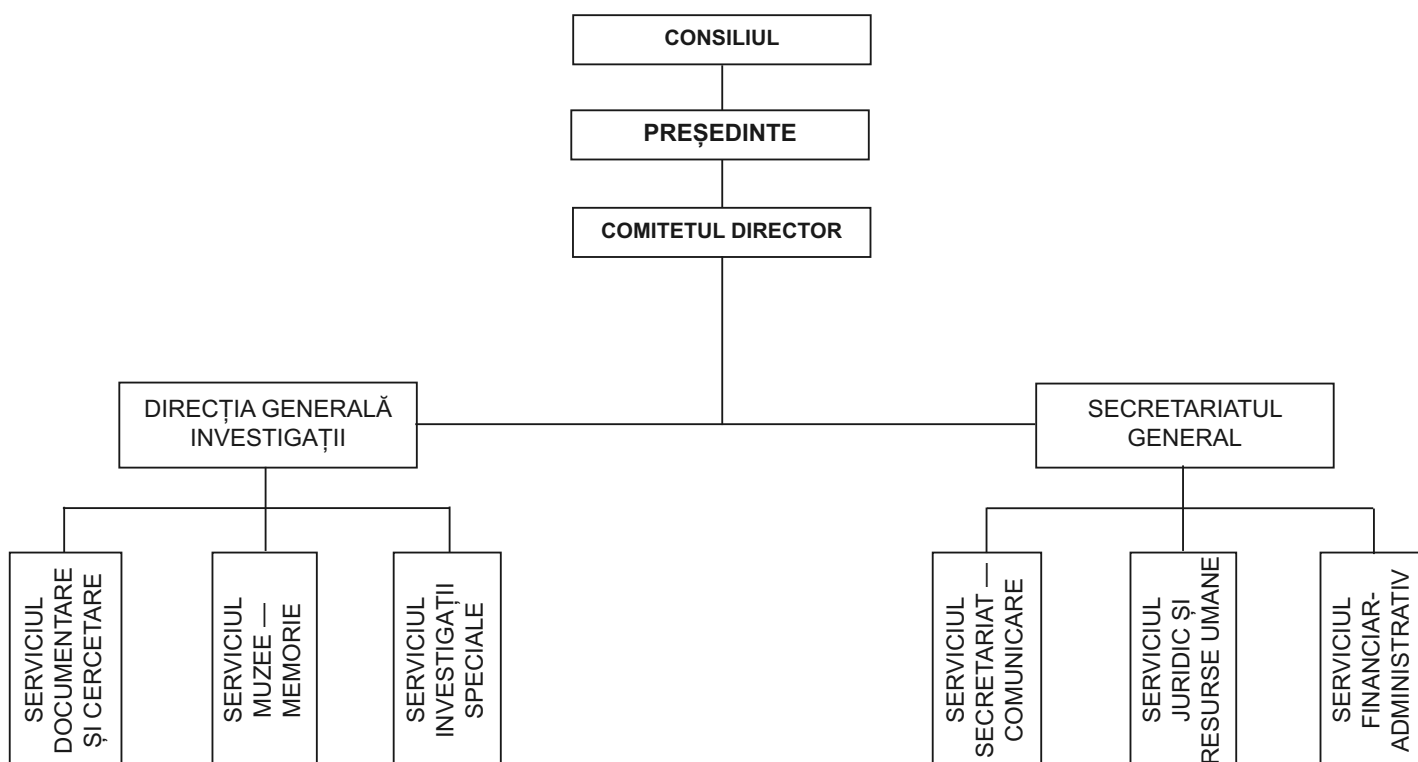 CONSILIUL
PREȘEDINTE
COMITETUL DIRECTOR
DIRECȚIA GENERALĂ
INVESTIGAȚII
SECRETARIATUL
GENERAL
SERVICIUL
DOCUMENTARE
ȘI CERCETARE
SERVICIUL
MUZEE —
MEMORIE
SERVICIUL
INVESTIGAȚII
SPECIALE
SERVICIUL
SECRETARIAT —
COMUNICARE
SERVICIUL
JURIDIC ȘI
RESURSE UMANE
SERVICIUL
FINANCIAR-
ADMINISTRATIV